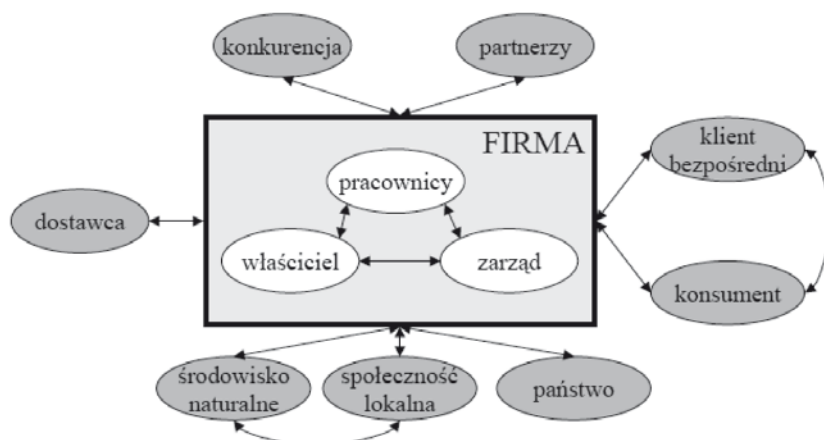 konkurencja
partnerzy
FIRMA
klient
bezpośredni
pracownicy
dostawca
właściciel
zarząd
konsument
środowisko
naturalne
społeczność
lokalna
państwo